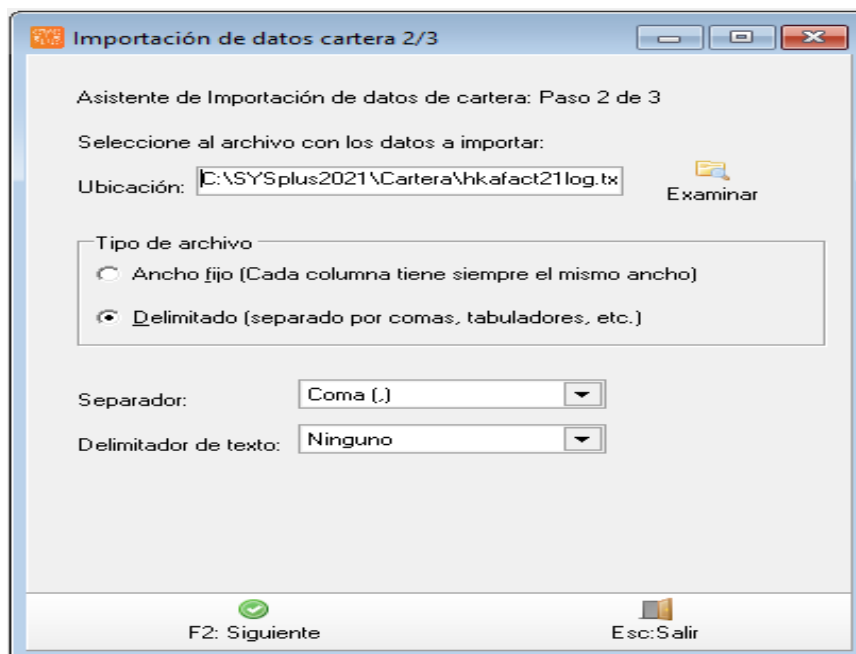 Importación de datos cartera 2/3
Asistente de Importación de datos de cartera: Paso 2 de 3
Seleccione al archivo con los datos a importar:
Ubicación: C:\SYSplus2021\Cartera\hkafact21log.tx
Examinar
Tipo de archivo
Ancho fijo (Cada columna tiene siempre el mismo ancho)
Delimitado (separado por comas, tabuladores, etc.)
Separador: Coma (,)
Delimitador de texto: Ninguno
F2: Siguiente Esc:Salir